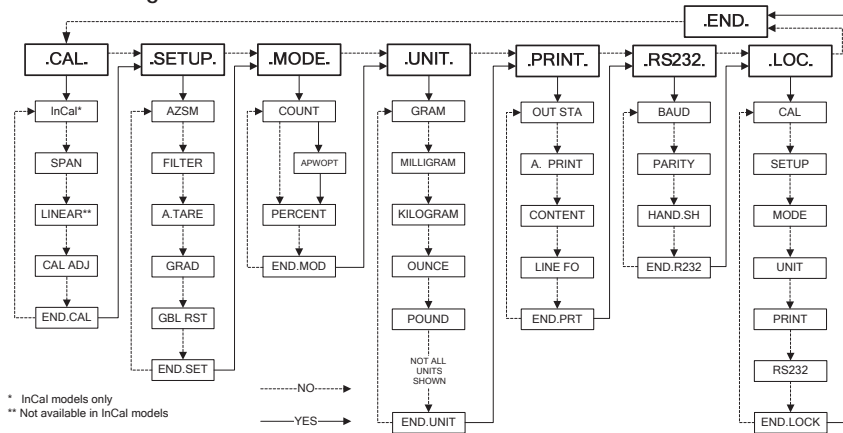 .END.
.CAL.
.SETUP.
.MODE.
.UNIT.
.PRINT.
.RS232.
.LOC.
InCal*
SPAN
LINEAR**
CAL ADJ
END.CAL
AZSM
FILTER
A.TARE
GRAD
GBL RST
END.SET
COUNT
APWOPT
PERCENT
END.MOD
GRAM
MILLIGRAM
KILOGRAM
OUNCE
POUND
NOT ALL
UNITS
SHOWN
END.UNIT
OUT STA
A. PRINT
CONTENT
LINE FO
END.PRT
BAUD
PARITY
HAND.SH
END.R232
CAL
SETUP
MODE
UNIT
PRINT
RS232
END.LOCK
NO
YES
* InCal models only
** Not available in InCal models